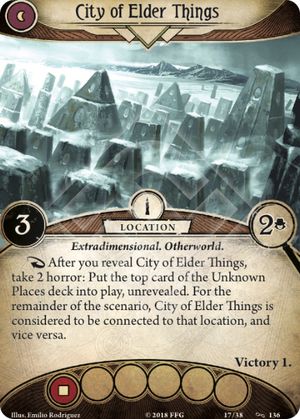 City of Elder Things
3
LOCATION
2
Extradimensional. Otherworld.
After you reveal City of Elder Things,
take 2 horror: Put the top card of the Unknown
Places deck into play, unrevealed. For the
remainder of the scenario, City of Elder Things is
considered to be connected to that location, and
vice versa.
Victory 1.
Illus. Emilio Rodriguez
© 2018 FFG
17/38
136